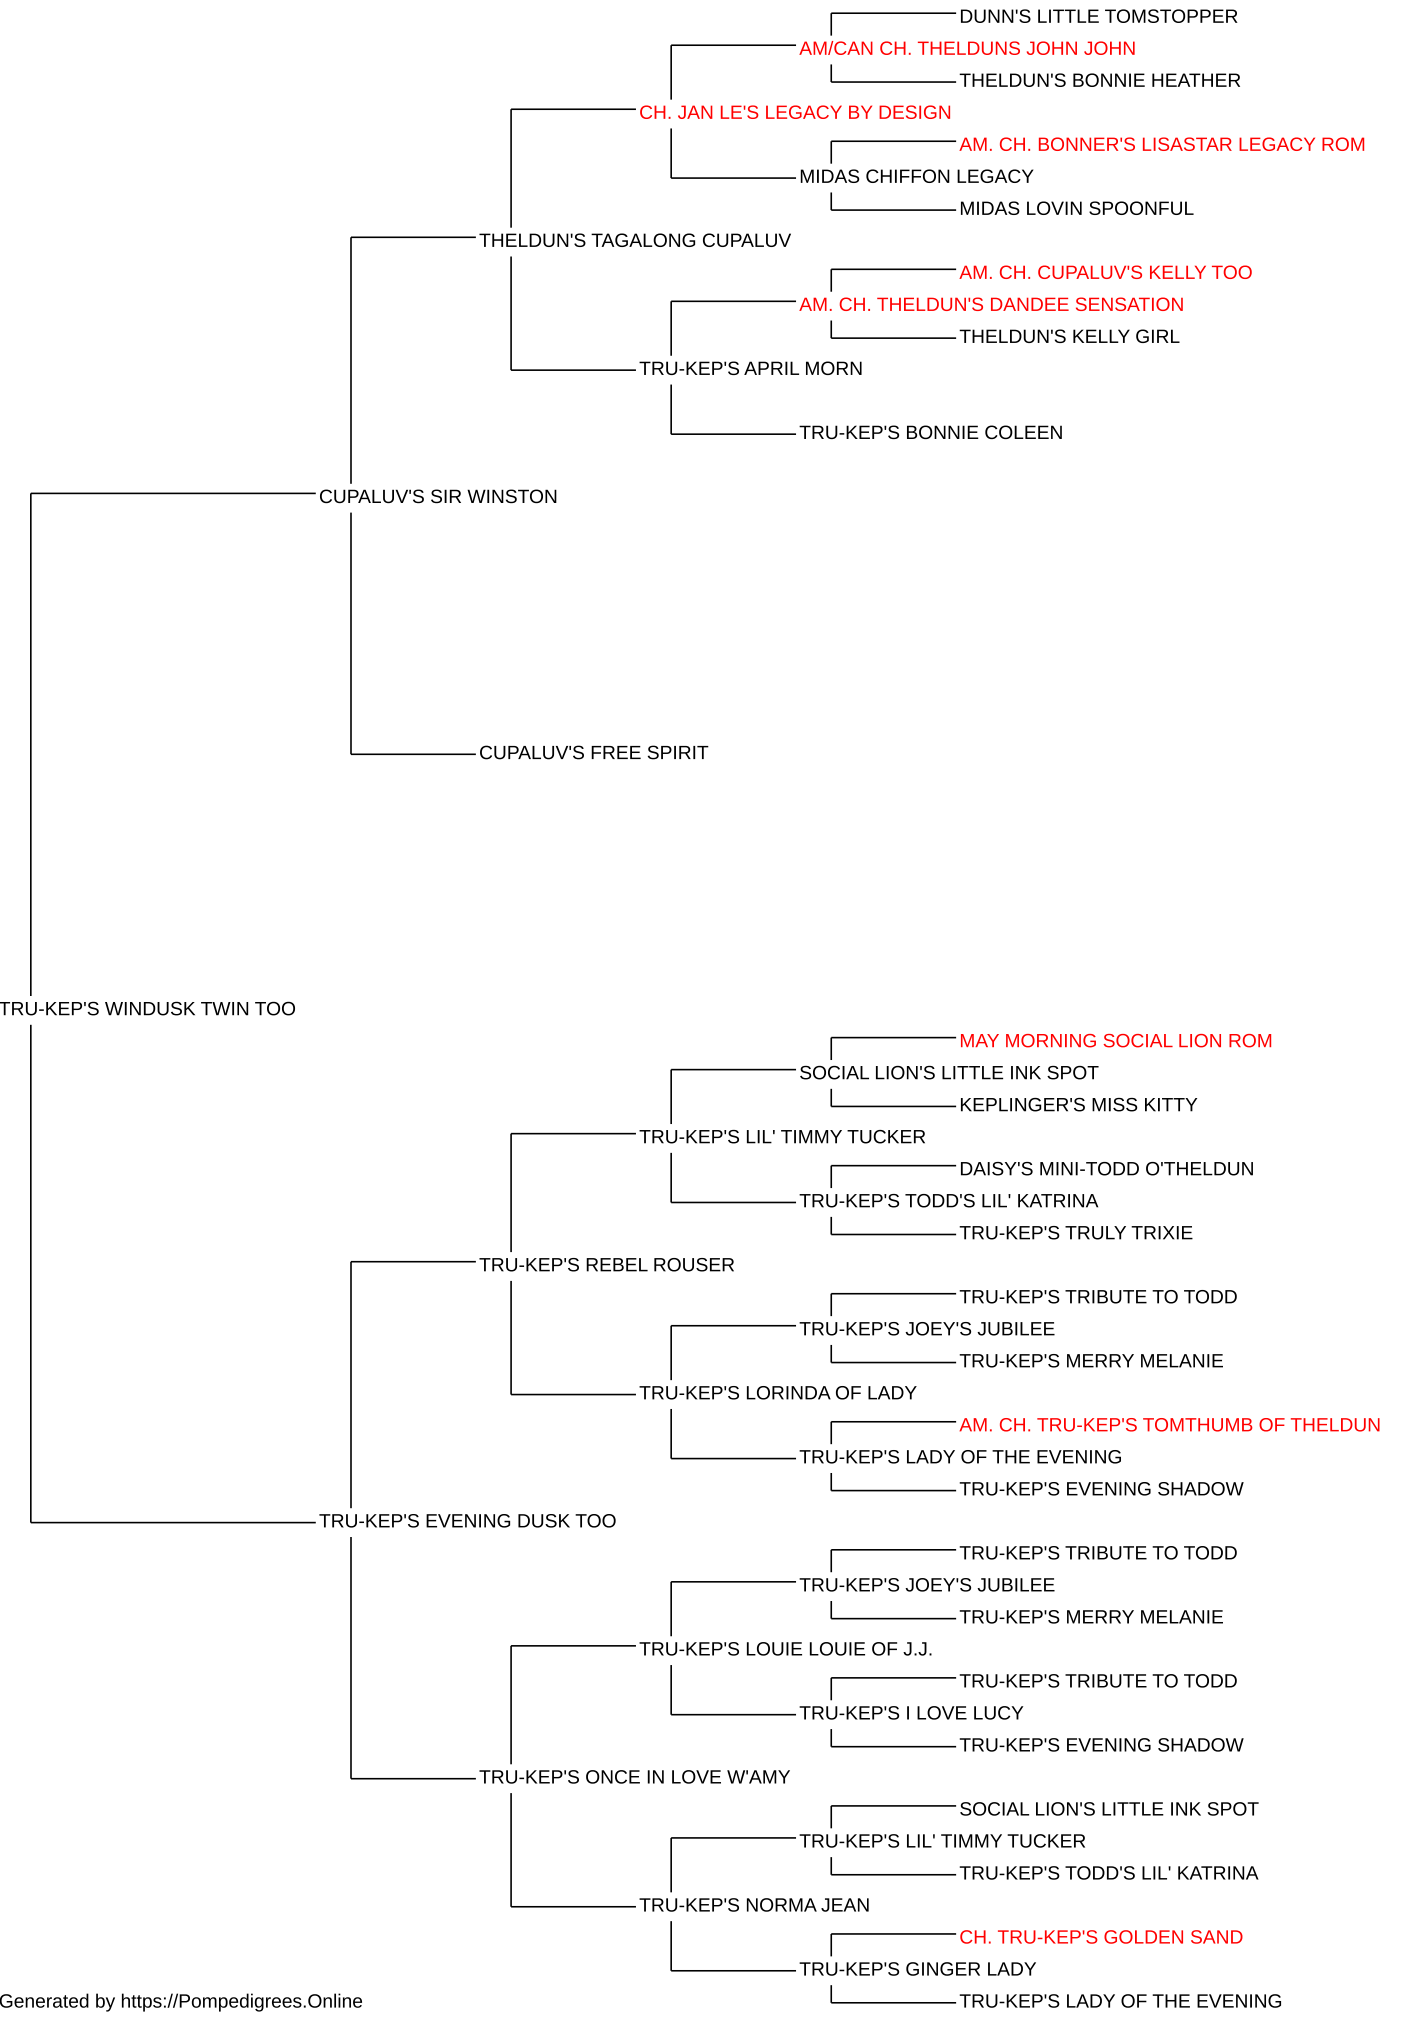 DUNN'S LITTLE TOMSTOPPER
AM/CAN CH. THELDUNS JOHN JOHN
THELDUN'S BONNIE HEATHER
CH. JAN LE'S LEGACY BY DESIGN
AM. CH. BONNER'S LISASTAR LEGACY ROM
MIDAS CHIFFON LEGACY
MIDAS LOVIN SPOONFUL
THELDUN'S TAGALONG CUPALUV
AM. CH. CUPALUV'S KELLY TOO
AM. CH. THELDUN'S DANDEE SENSATION
THELDUN'S KELLY GIRL
TRU-KEP'S APRIL MORN
TRU-KEP'S BONNIE COLEEN
CUPALUV'S SIR WINSTON
CUPALUV'S FREE SPIRIT
TRU-KEP'S WINDUSK TWIN TOO
MAY MORNING SOCIAL LION ROM
SOCIAL LION'S LITTLE INK SPOT
KEPLINGER'S MISS KITTY
TRU-KEP'S LIL' TIMMY TUCKER
DAISY'S MINI-TODD O'THELDUN
TRU-KEP'S TODD'S LIL' KATRINA
TRU-KEP'S TRULY TRIXIE
TRU-KEP'S REBEL ROUSER
TRU-KEP'S TRIBUTE TO TODD
TRU-KEP'S JOEY'S JUBILEE
TRU-KEP'S MERRY MELANIE
TRU-KEP'S LORINDA OF LADY
AM. CH. TRU-KEP'S TOMTHUMB OF THELDUN
TRU-KEP'S LADY OF THE EVENING
TRU-KEP'S EVENING SHADOW
TRU-KEP'S EVENING DUSK TOO
TRU-KEP'S TRIBUTE TO TODD
TRU-KEP'S JOEY'S JUBILEE
TRU-KEP'S MERRY MELANIE
TRU-KEP'S LOUIE LOUIE OF J.J.
TRU-KEP'S TRIBUTE TO TODD
TRU-KEP'S I LOVE LUCY
TRU-KEP'S EVENING SHADOW
TRU-KEP'S ONCE IN LOVE W'AMY
SOCIAL LION'S LITTLE INK SPOT
TRU-KEP'S LIL' TIMMY TUCKER
TRU-KEP'S TODD'S LIL' KATRINA
TRU-KEP'S NORMA JEAN
CH. TRU-KEP'S GOLDEN SAND
TRU-KEP'S GINGER LADY
TRU-KEP'S LADY OF THE EVENING
Generated by https://Pompedigrees.Online